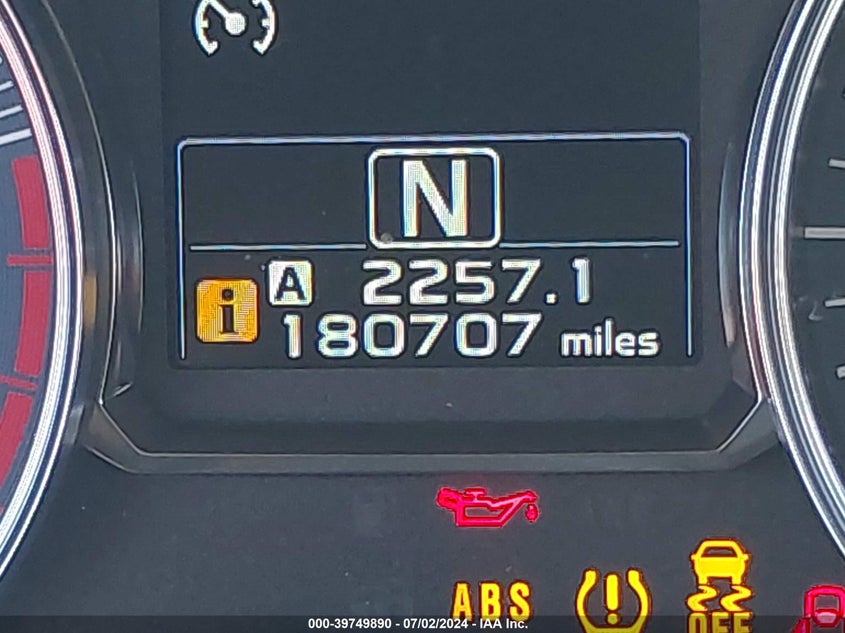 N
i A 2257.1
180707 miles
ABS
OFF
000-39749890 - 07/02/2024 - IAA Inc.